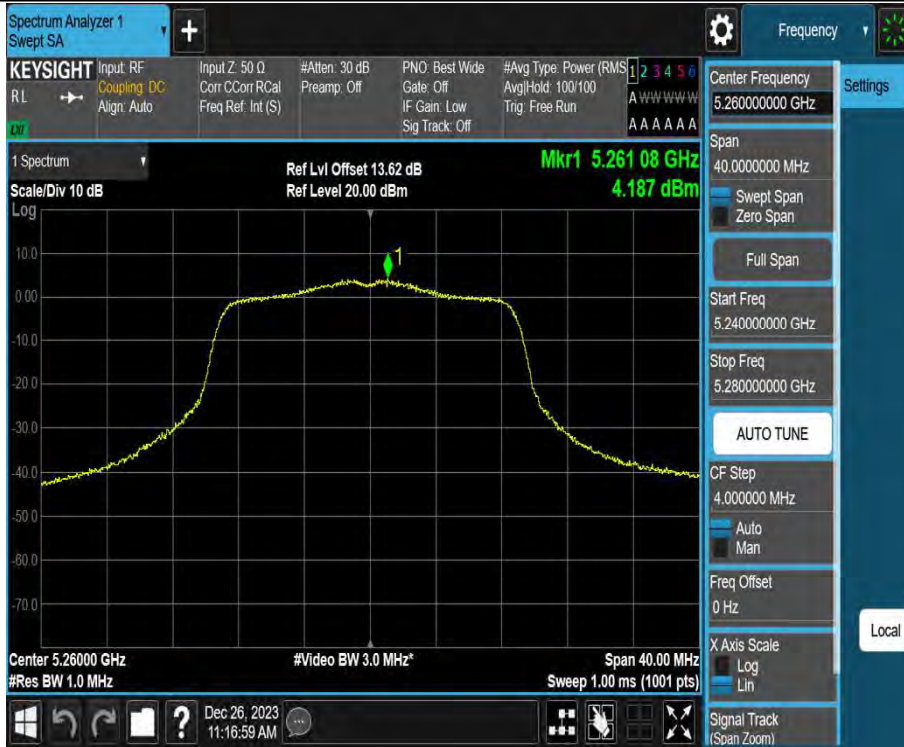 Spectrum Analyzer 1
Swept SA
+
Frequency
KEYSIGHT
RL
LXI
Input: RF
Coupling: DC
Align: Auto
Input Z: 50 Ω
Corr CCorr RCal
Freq Ref: Int (S)
#Atten: 30 dB
Preamp: Off
PNO: Best Wide
Gate: Off
IF Gain: Low
Sig Track: Off
#Avg Type: Power (RMS
Avg|Hold: 100/100
Trig: Free Run
1 2 3 4 5 6
A W W W W W
A A A A A A
Settings
1 Spectrum
Scale/Div 10 dB
Log
Ref Lvl Offset 13.62 dB
Ref Level 20.00 dBm
Mkr1 5.261 08 GHz
4.187 dBm
1
10.0
0.00
-10.0
-20.0
-30.0
-40.0
-50.0
-60.0
-70.0
Center 5.26000 GHz
#Res BW 1.0 MHz
#Video BW 3.0 MHz*
Span 40.00 MHz
Sweep 1.00 ms (1001 pts)
Center Frequency
5.260000000 GHz
Span
40.0000000 MHz
Swept Span
Zero Span
Full Span
Start Freq
5.240000000 GHz
Stop Freq
5.280000000 GHz
AUTO TUNE
CF Step
4.000000 MHz
Auto
Man
Freq Offset
0 Hz
X Axis Scale
Log
Lin
Signal Track
(Span Zoom)
Local
?
Dec 26, 2023
11:16:59 AM